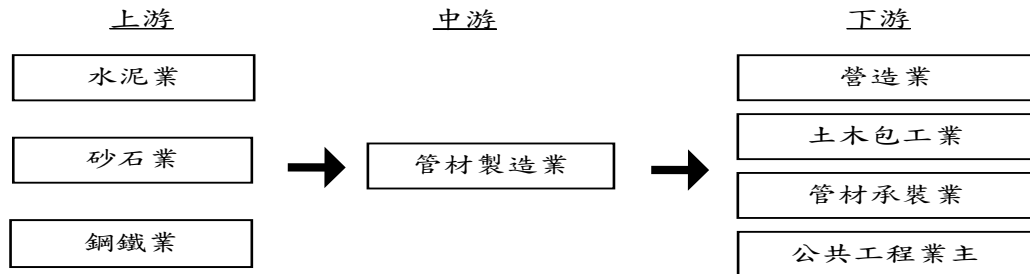 上游
水泥業
砂石業
鋼鐵業
中游
管材製造業
下游
營造業
土木包工業
管材承裝業
公共工程業主